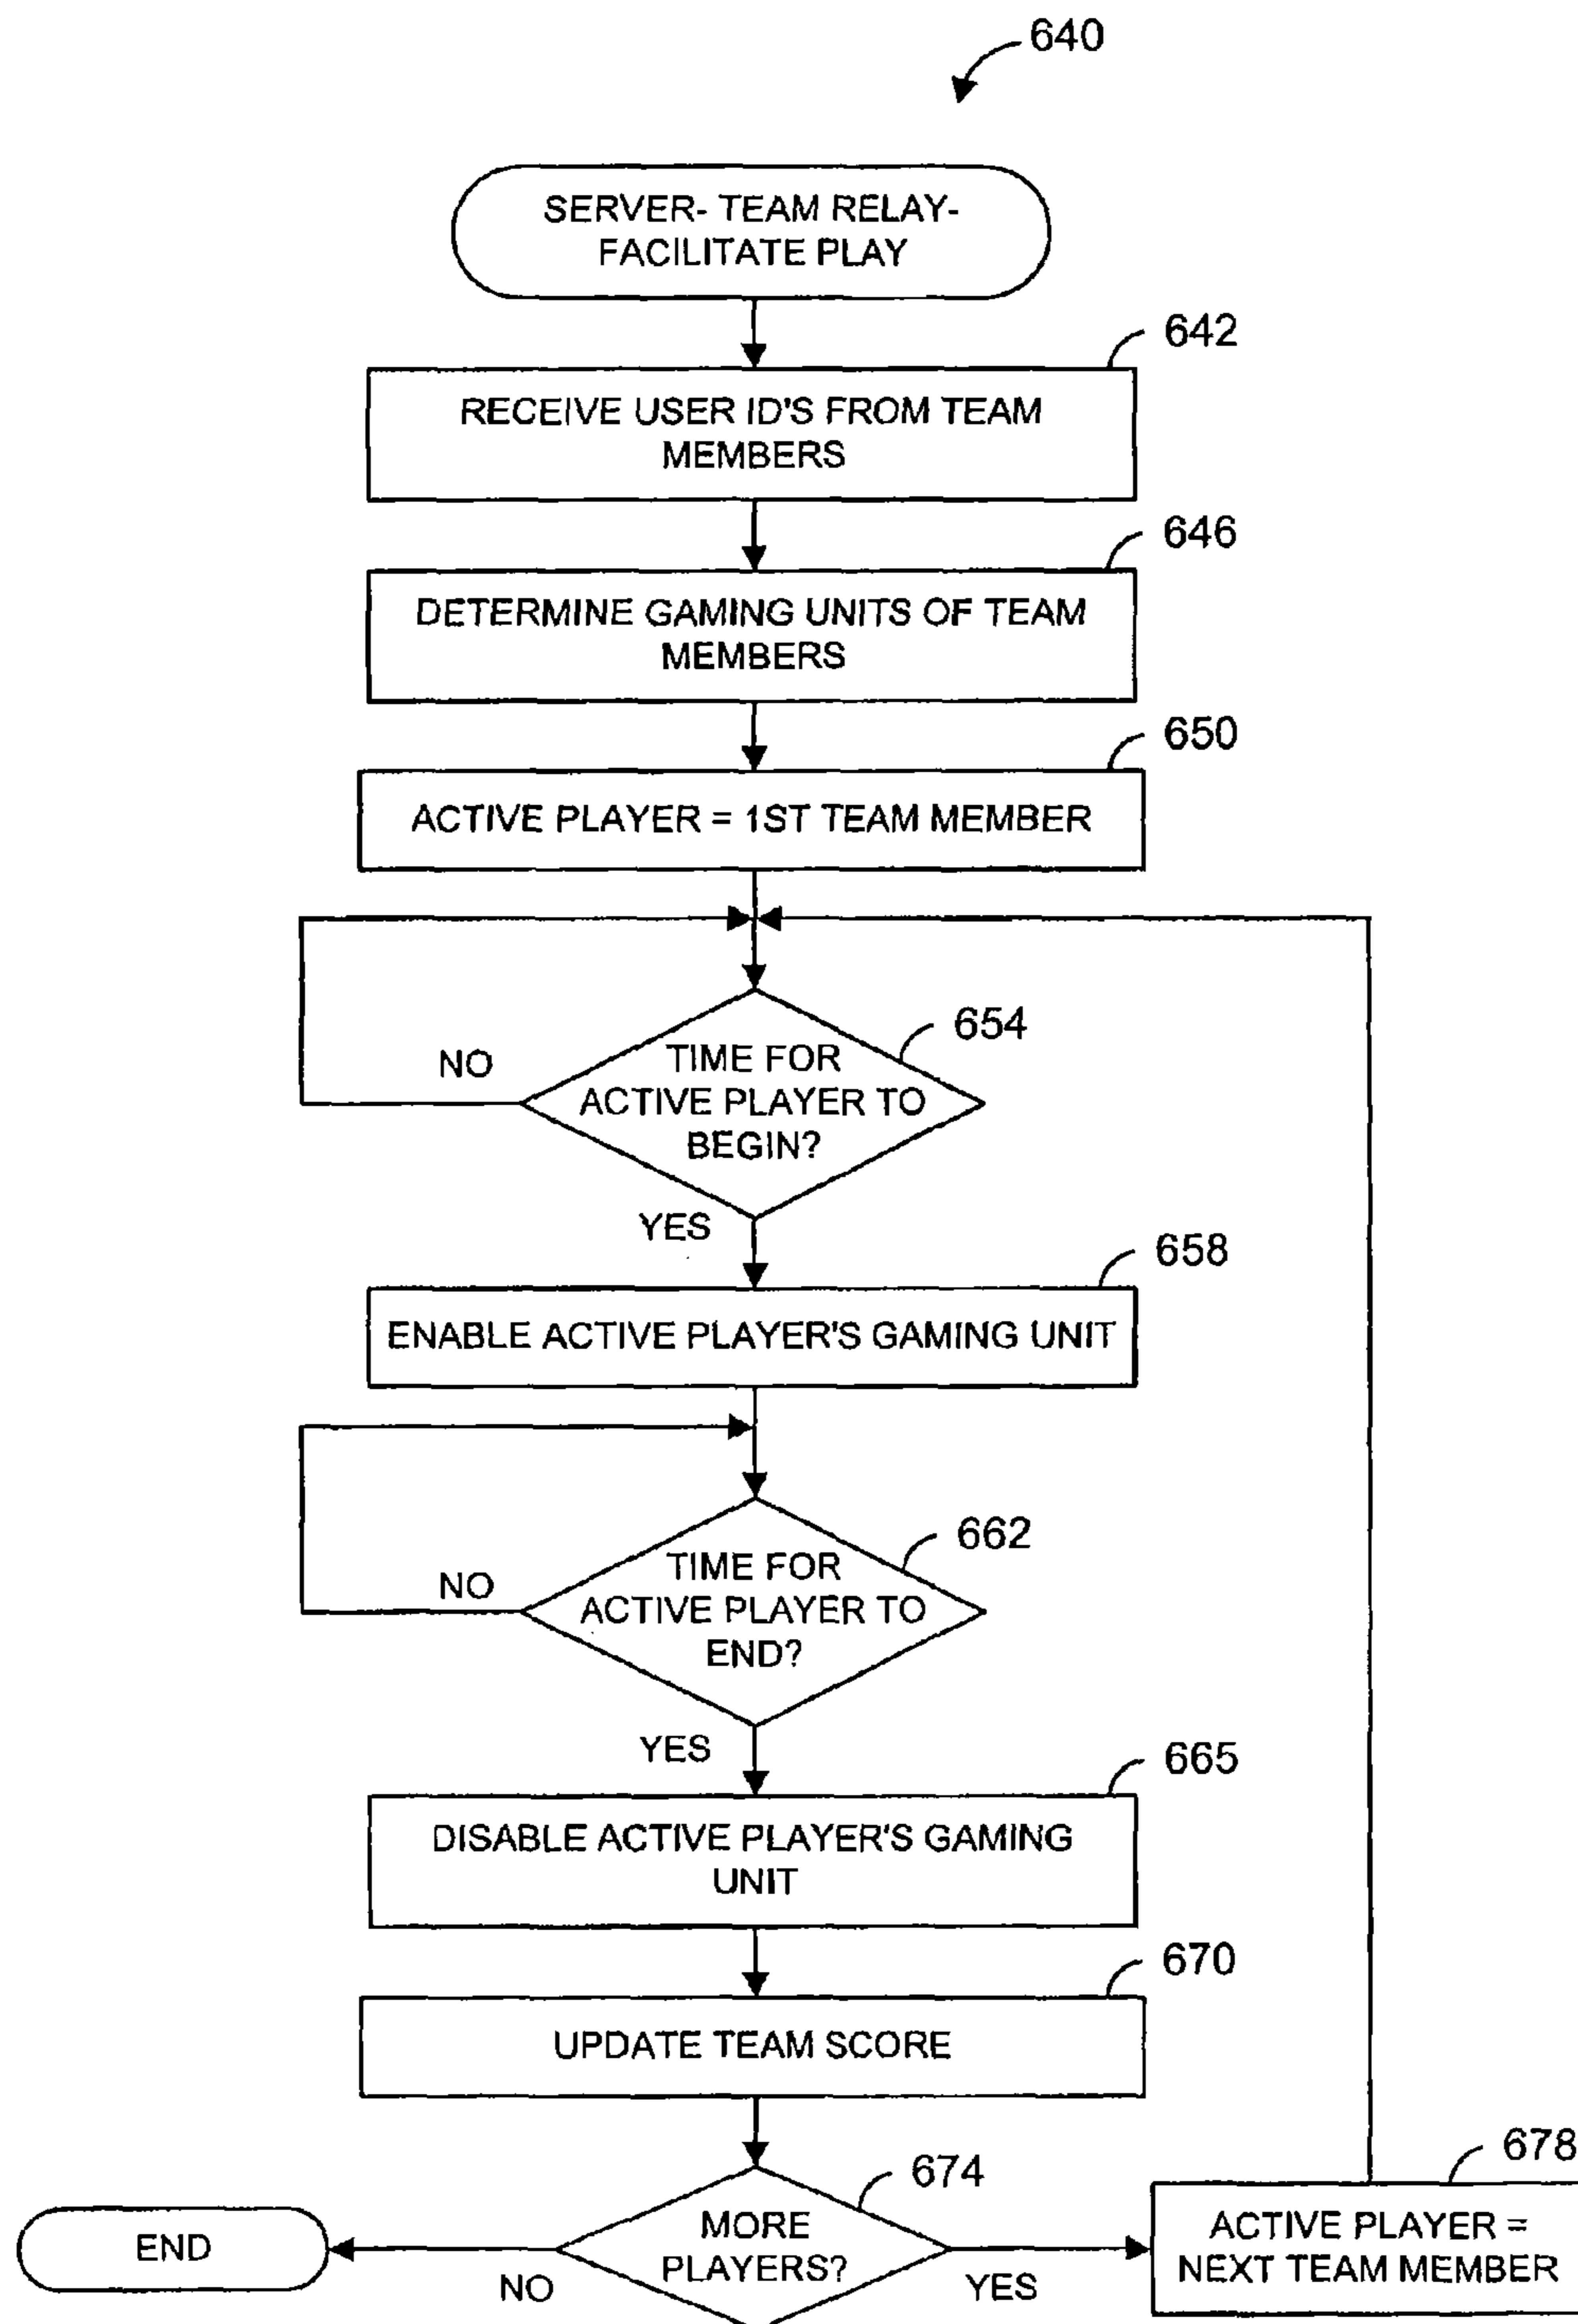 640
SERVER- TEAM RELAY-
FACILITATE PLAY
642
RECEIVE USER ID'S FROM TEAM
MEMBERS
646
DETERMINE GAMING UNITS OF TEAM
MEMBERS
650
ACTIVE PLAYER = 1ST TEAM MEMBER
654
NO
TIME FOR
ACTIVE PLAYER TO
BEGIN?
YES
658
ENABLE ACTIVE PLAYER'S GAMING UNIT
662
NO
TIME FOR
ACTIVE PLAYER TO
END?
YES
665
DISABLE ACTIVE PLAYER'S GAMING
UNIT
670
UPDATE TEAM SCORE
674
678
END
NO
MORE
PLAYERS?
YES
ACTIVE PLAYER =
NEXT TEAM MEMBER